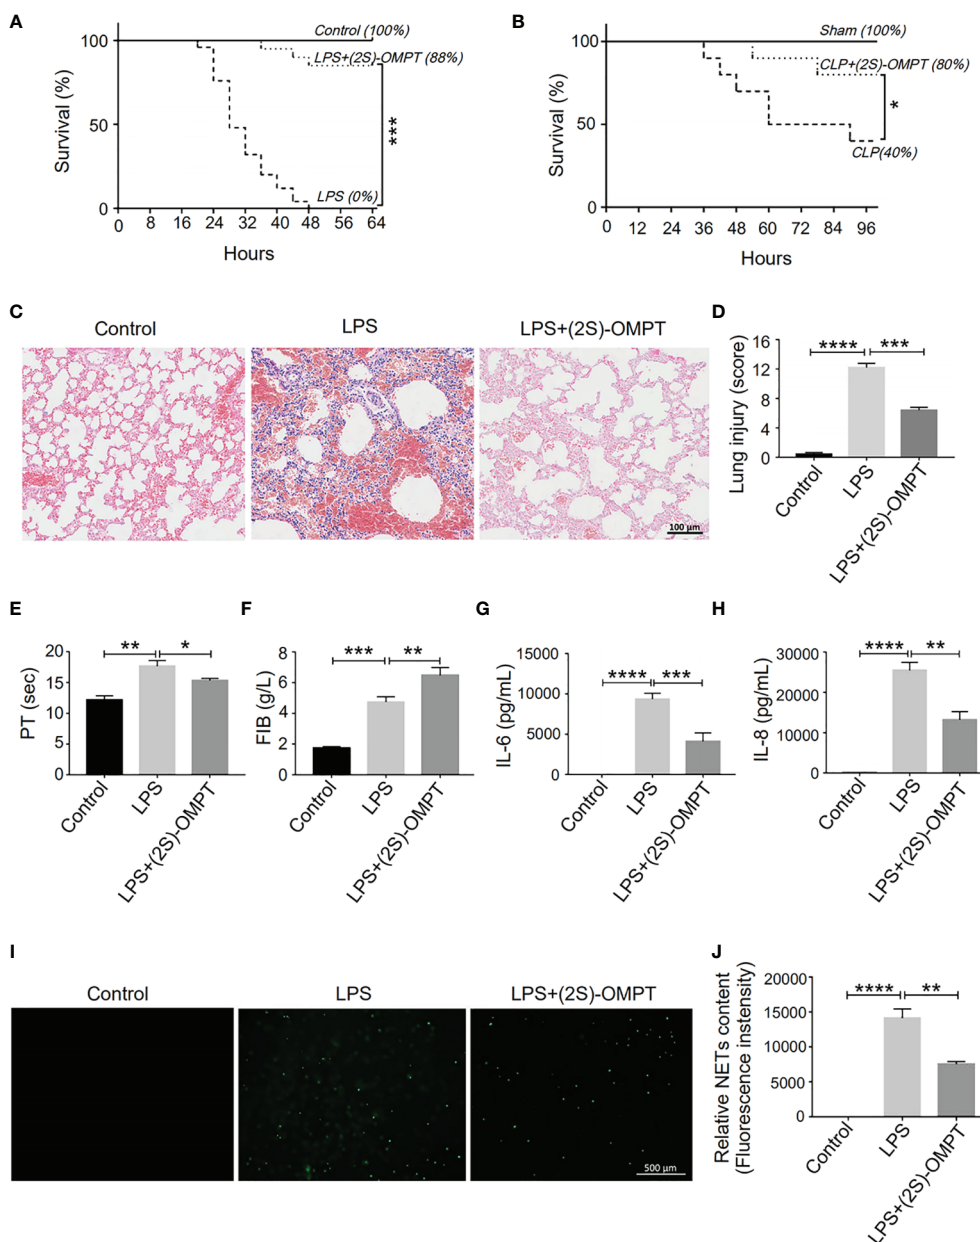 A
Control (100%)
LPS+(2S)-OMPT (88%)
LPS (0%)
***
Survival (%)
100
50
0
0 8 16 24 32 40 48 56 64
Hours
B
Sham (100%)
CLP+(2S)-OMPT (80%)
CLP(40%)
*
Survival (%)
100
50
0
0 12 24 36 48 60 72 84 96
Hours
C
Control
LPS
LPS+(2S)-OMPT
100 µm
D
Lung injury (score)
16
12
8
4
0
**** ***
Control
LPS
LPS+(2S)-OMPT
E
PT (sec)
20
15
10
5
0
** *
Control
LPS
LPS+(2S)-OMPT
F
FIB (g/L)
8
6
4
2
0
*** **
Control
LPS
LPS+(2S)-OMPT
G
IL-6 (pg/mL)
15000
10000
5000
0
**** ***
Control
LPS
LPS+(2S)-OMPT
H
IL-8 (pg/mL)
30000
20000
10000
0
**** **
Control
LPS
LPS+(2S)-OMPT
I
Control
LPS
LPS+(2S)-OMPT
500 µm
J
Relative NETs content
(Fluorescence instensity)
20000
15000
10000
5000
0
**** **
Control
LPS
LPS+(2S)-OMPT